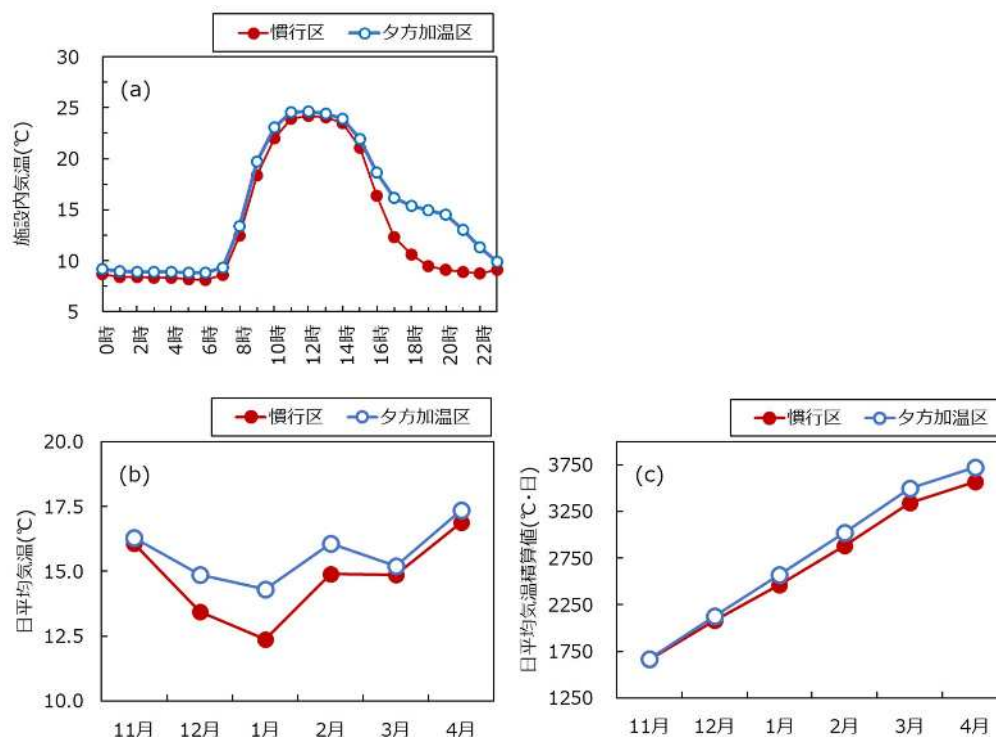 慣行区 夕方加温区
(a)
施設内気温(℃)
30
25
20
15
10
5
0時 2時 4時 6時 8時 10時 12時 14時 16時 18時 20時 22時
慣行区 夕方加温区
(b)
日平均気温(℃)
20.0
17.5
15.0
12.5
10.0
11月 12月 1月 2月 3月 4月
慣行区 夕方加温区
(c)
日平均気温積算値(℃・日)
3750
3250
2750
2250
1750
1250
11月 12月 1月 2月 3月 4月